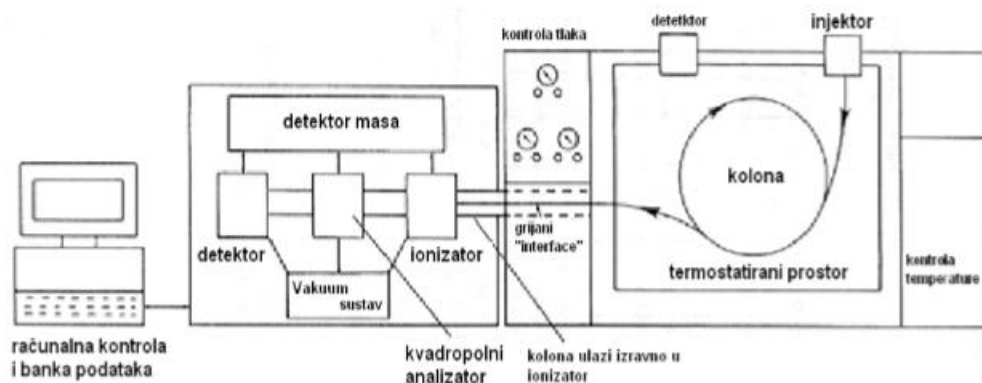 kontrola tlaka
detetktor
injektor
detektor masa
kolona
detektor
ionizator
grijani
"interface"
termostatirani prostor
kontrola
temperature
Vakuum
sustav
računalna kontrola
i banka podataka
kvadropolni
analizator
kolona ulazi izravno u
ionizator